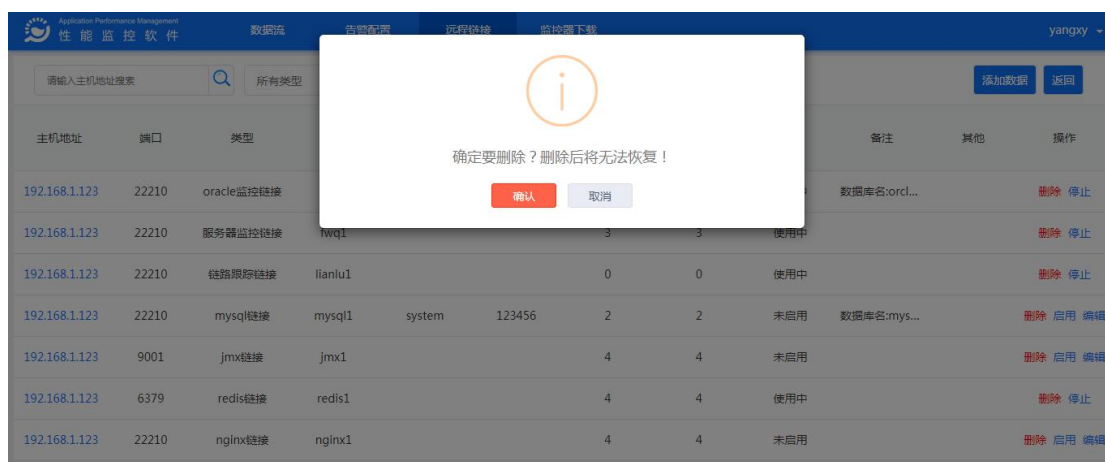 Application Performance Management
性能监控软件
数据流 告警配置 远程链接 监控器下载 yangxy
请输入主机地址搜索 所有类型 添加数据 返回
确定要删除？删除后将无法恢复！
确认 取消
主机地址 端口 类型 备注 其他 操作
192.168.1.123 22210 oracle监控链接 数据库名:orcl... 删除 停止
192.168.1.123 22210 服务器监控链接 fwq1 3 3 使用中 删除 停止
192.168.1.123 22210 链路跟踪链接 lianlu1 0 0 使用中 删除 停止
192.168.1.123 22210 mysql链接 mysql1 system 123456 2 2 未启用 数据库名:mys... 删除 启用 编辑
192.168.1.123 9001 jmx链接 jmx1 4 4 未启用 删除 启用 编辑
192.168.1.123 6379 redis链接 redis1 4 4 使用中 删除 停止
192.168.1.123 22210 nginx链接 nginx1 4 4 未启用 删除 启用 编辑